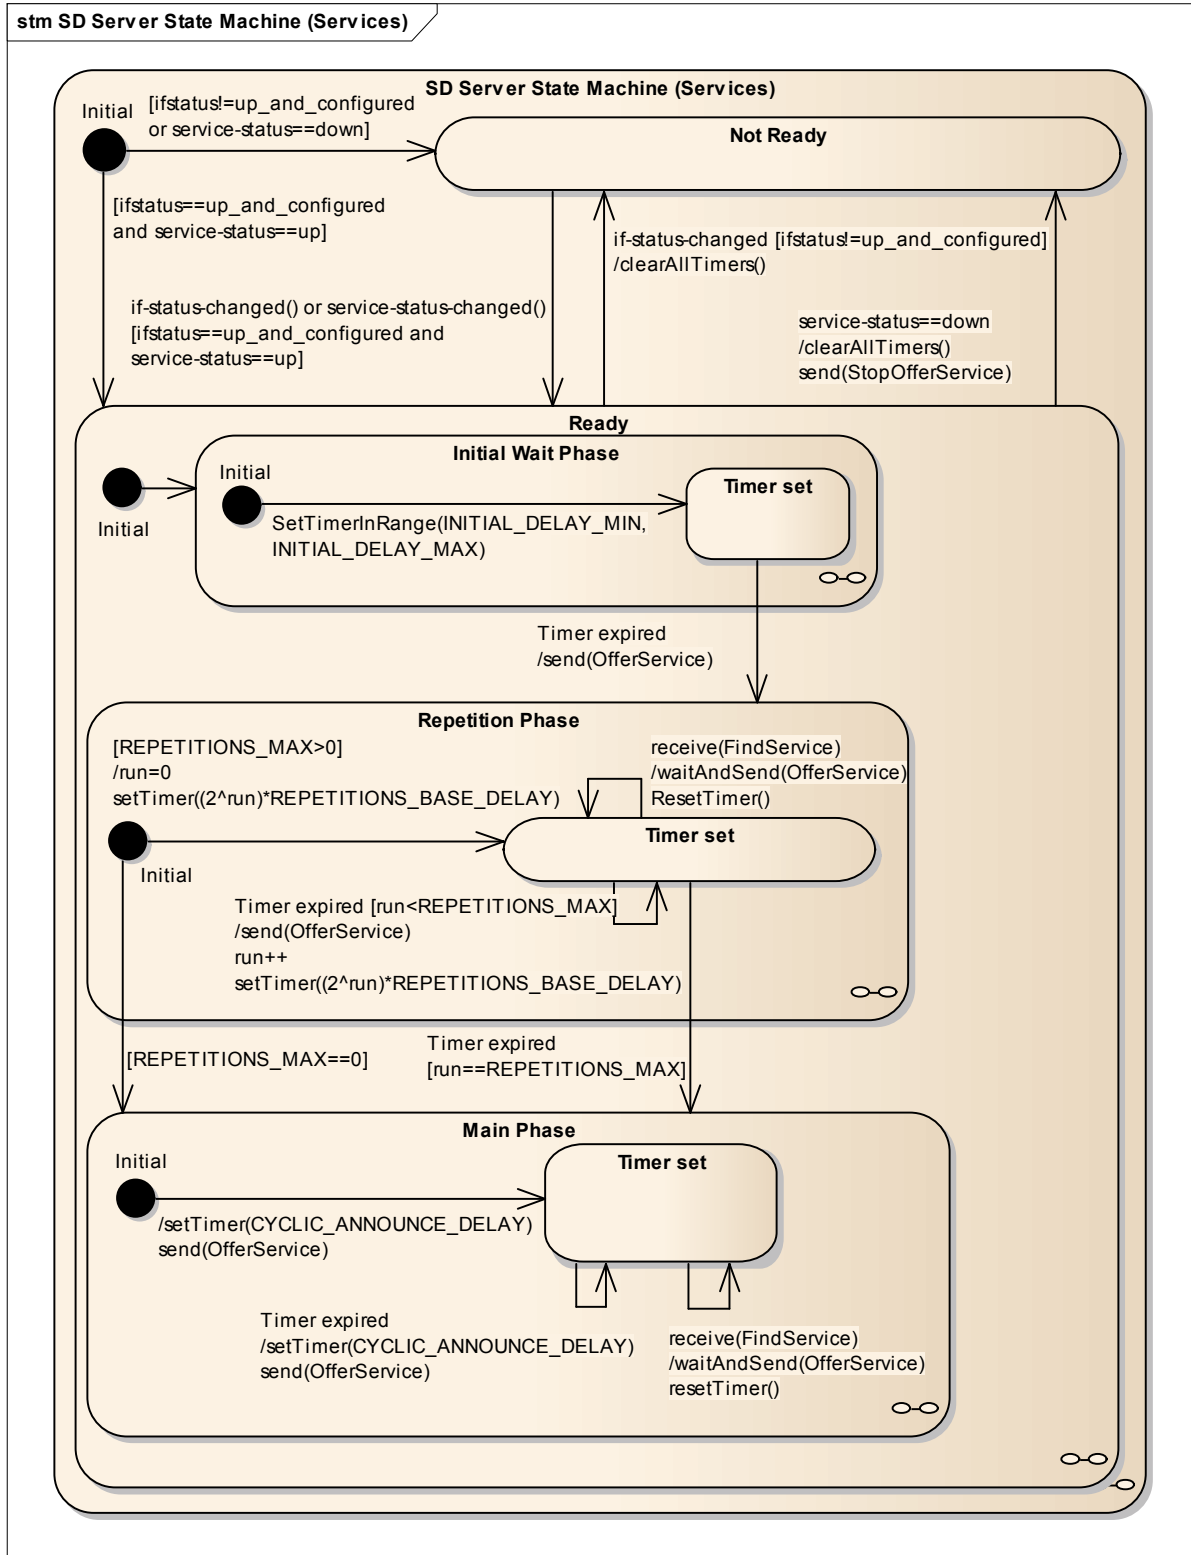 stm SD Server State Machine (Services)
SD Server State Machine (Services)
Initial
[ifstatus!=up_and_configured
or service-status==down]
Not Ready
[ifstatus==up_and_configured
and service-status==up]
if-status-changed [ifstatus!=up_and_configured]
/clearAllTimers()
if-status-changed() or service-status-changed()
[ifstatus==up_and_configured and
service-status==up]
service-status==down
/clearAllTimers()
send(StopOfferService)
Ready
Initial Wait Phase
Initial
Initial
Timer set
SetTimerInRange(INITIAL_DELAY_MIN,
INITIAL_DELAY_MAX)
Timer expired
/send(OfferService)
Repetition Phase
[REPETITIONS_MAX>0]
/run=0
setTimer((2^run)*REPETITIONS_BASE_DELAY)
receive(FindService)
/waitAndSend(OfferService)
ResetTimer()
Timer set
Initial
Timer expired [run<REPETITIONS_MAX]
/send(OfferService)
run++
setTimer((2^run)*REPETITIONS_BASE_DELAY)
[REPETITIONS_MAX==0]
Timer expired
[run==REPETITIONS_MAX]
Main Phase
Initial
Timer set
/setTimer(CYCLIC_ANNOUNCE_DELAY)
send(OfferService)
Timer expired
/setTimer(CYCLIC_ANNOUNCE_DELAY)
send(OfferService)
receive(FindService)
/waitAndSend(OfferService)
resetTimer()